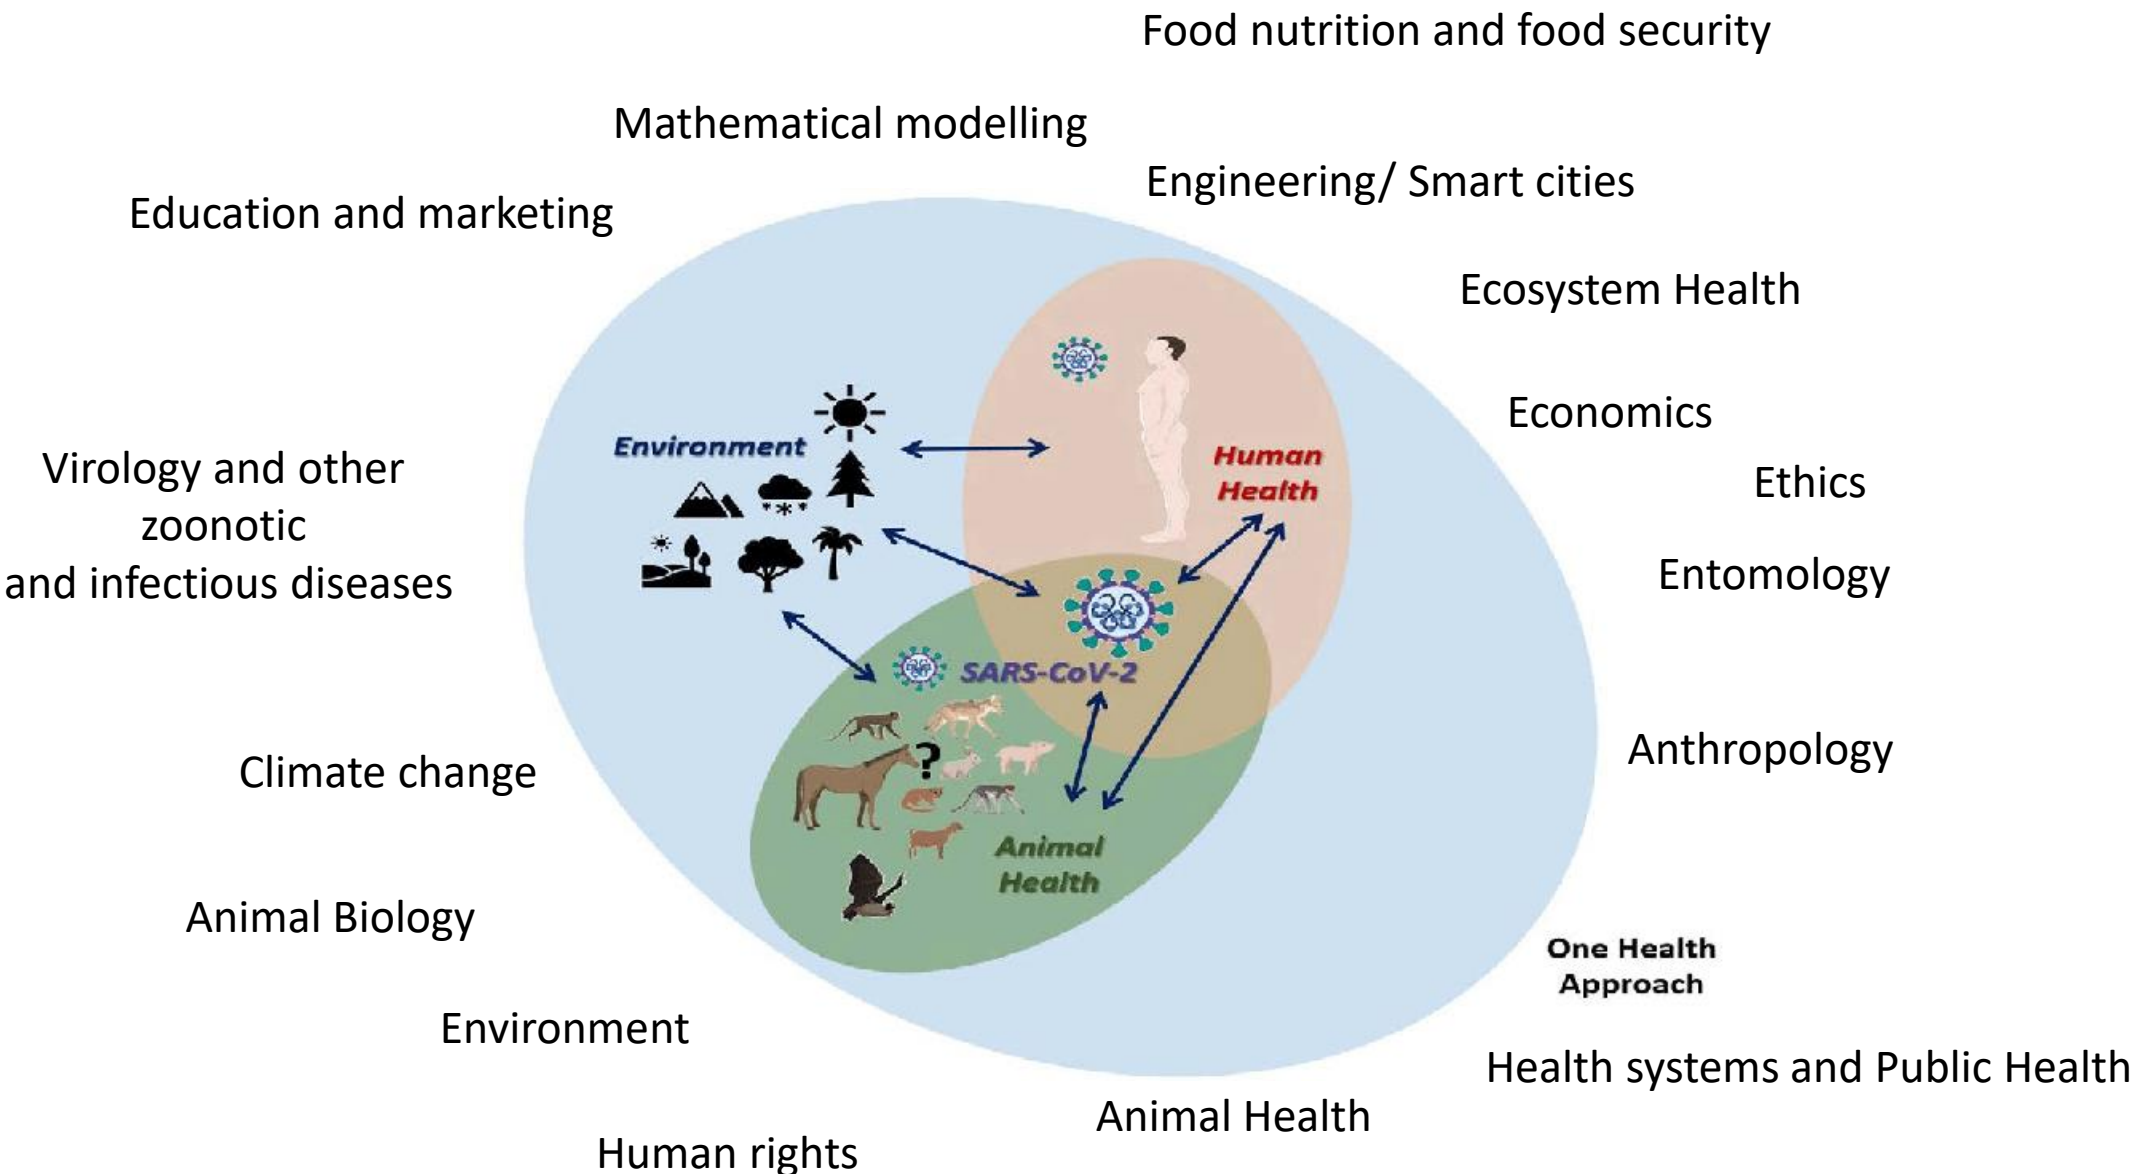 Food nutrition and food security
Mathematical modelling
Engineering/ Smart cities
Education and marketing
Ecosystem Health
Economics
Environment
Human
Health
Virology and other
zoonotic
and infectious diseases
Ethics
Entomology
SARS-CoV-2
Anthropology
Climate change
?
Animal
Health
Animal Biology
One Health
Approach
Environment
Health systems and Public Health
Animal Health
Human rights